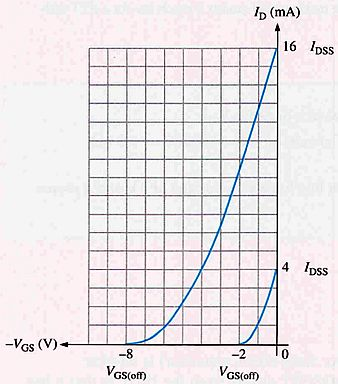 I_D (mA)
16 I_DSS
4 I_DSS
-V_GS (V) -8 -2 0
V_GS(off) V_GS(off)